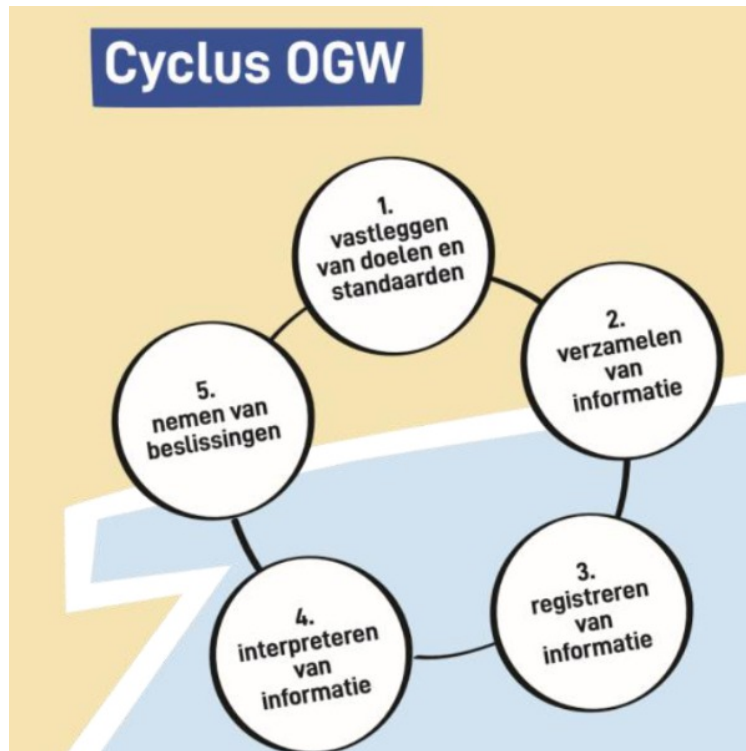 Cyclus OGW
1.
vastleggen
van doelen en
standaarden
2.
verzamelen
van
informatie
3.
registreren
van
informatie
4.
interpreteren
van
informatie
5.
nemen van
beslissingen